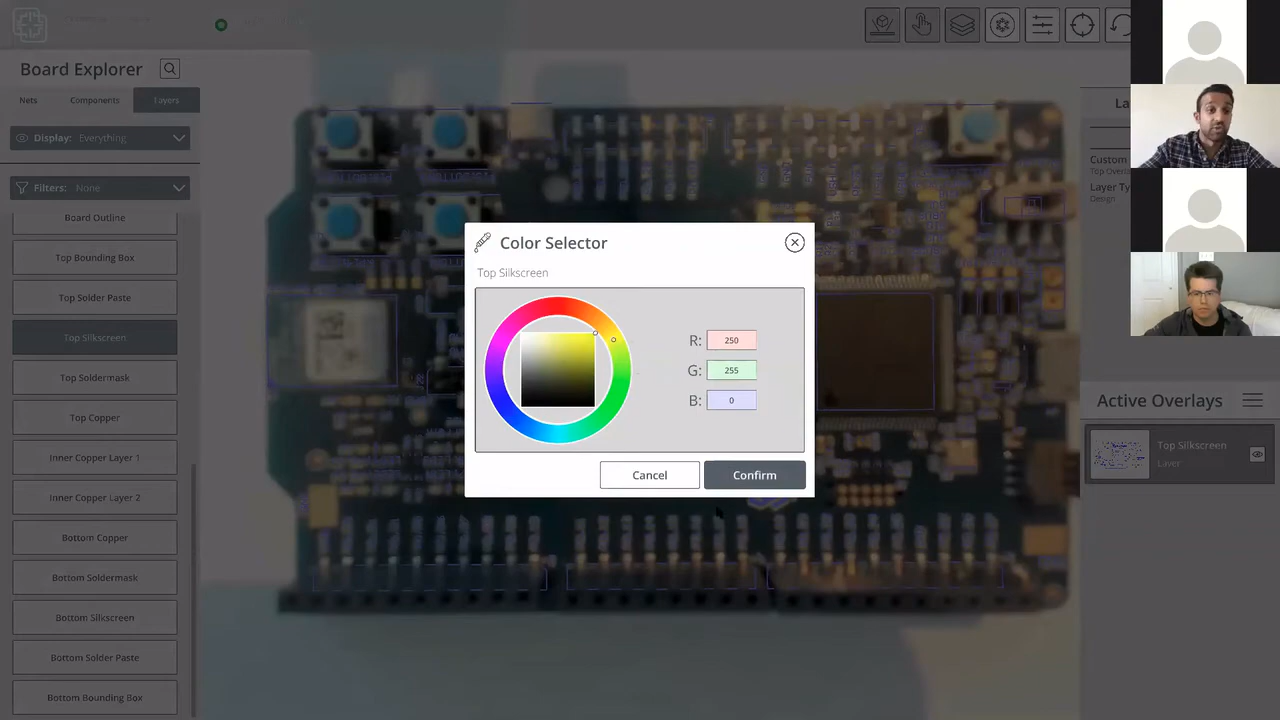 Board Explorer
Nets
Components
Layers
Display: Everything
Filters: None
Board Outline
Top Bounding Box
Top Solder Paste
Top Silkscreen
Top Soldermask
Top Copper
Inner Copper Layer 1
Inner Copper Layer 2
Bottom Copper
Bottom Soldermask
Bottom Silkscreen
Bottom Solder Paste
Bottom Bounding Box
Color Selector
Top Silkscreen
R: 250
G: 255
B: 0
Cancel
Confirm
Custom
Design
Active Overlays
Top Silkscreen
Layer